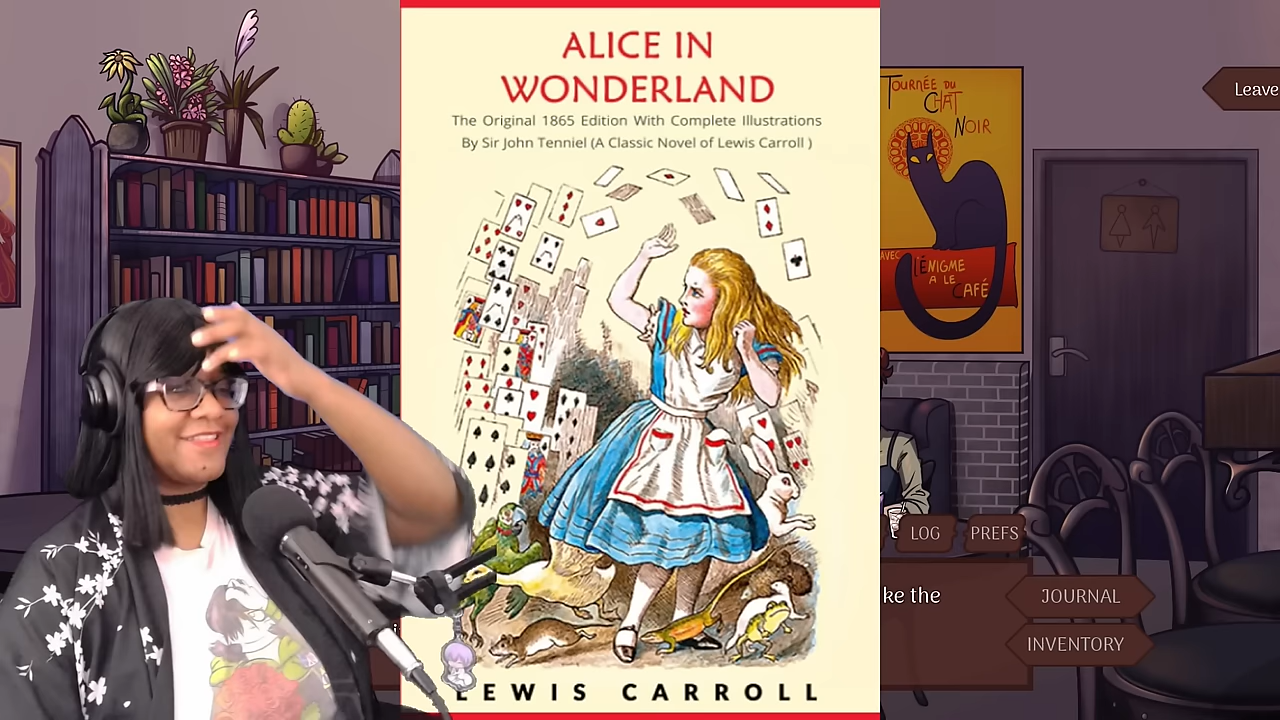 ALICE IN
WONDERLAND
The Original 1865 Edition With Complete Illustrations
By Sir John Tenniel (A Classic Novel of Lewis Carroll )
LEWIS CARROLL
TOURNÉE DU
CHAT
NOIR
AVEC
L'ÉNIGME
A LE
CAFÉ
Leave
LOG
PREFS
ke the
JOURNAL
INVENTORY